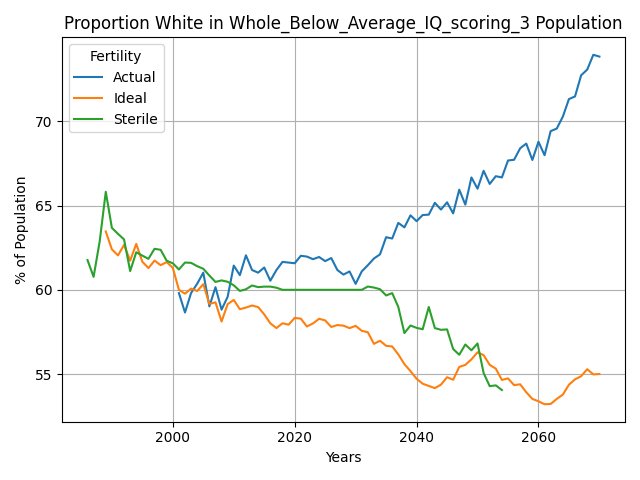 Proportion White in Whole_Below_Average_IQ_scoring_3 Population
Fertility
Actual
Ideal
Sterile
% of Population
70
65
60
55
2000
2020
2040
2060
Years